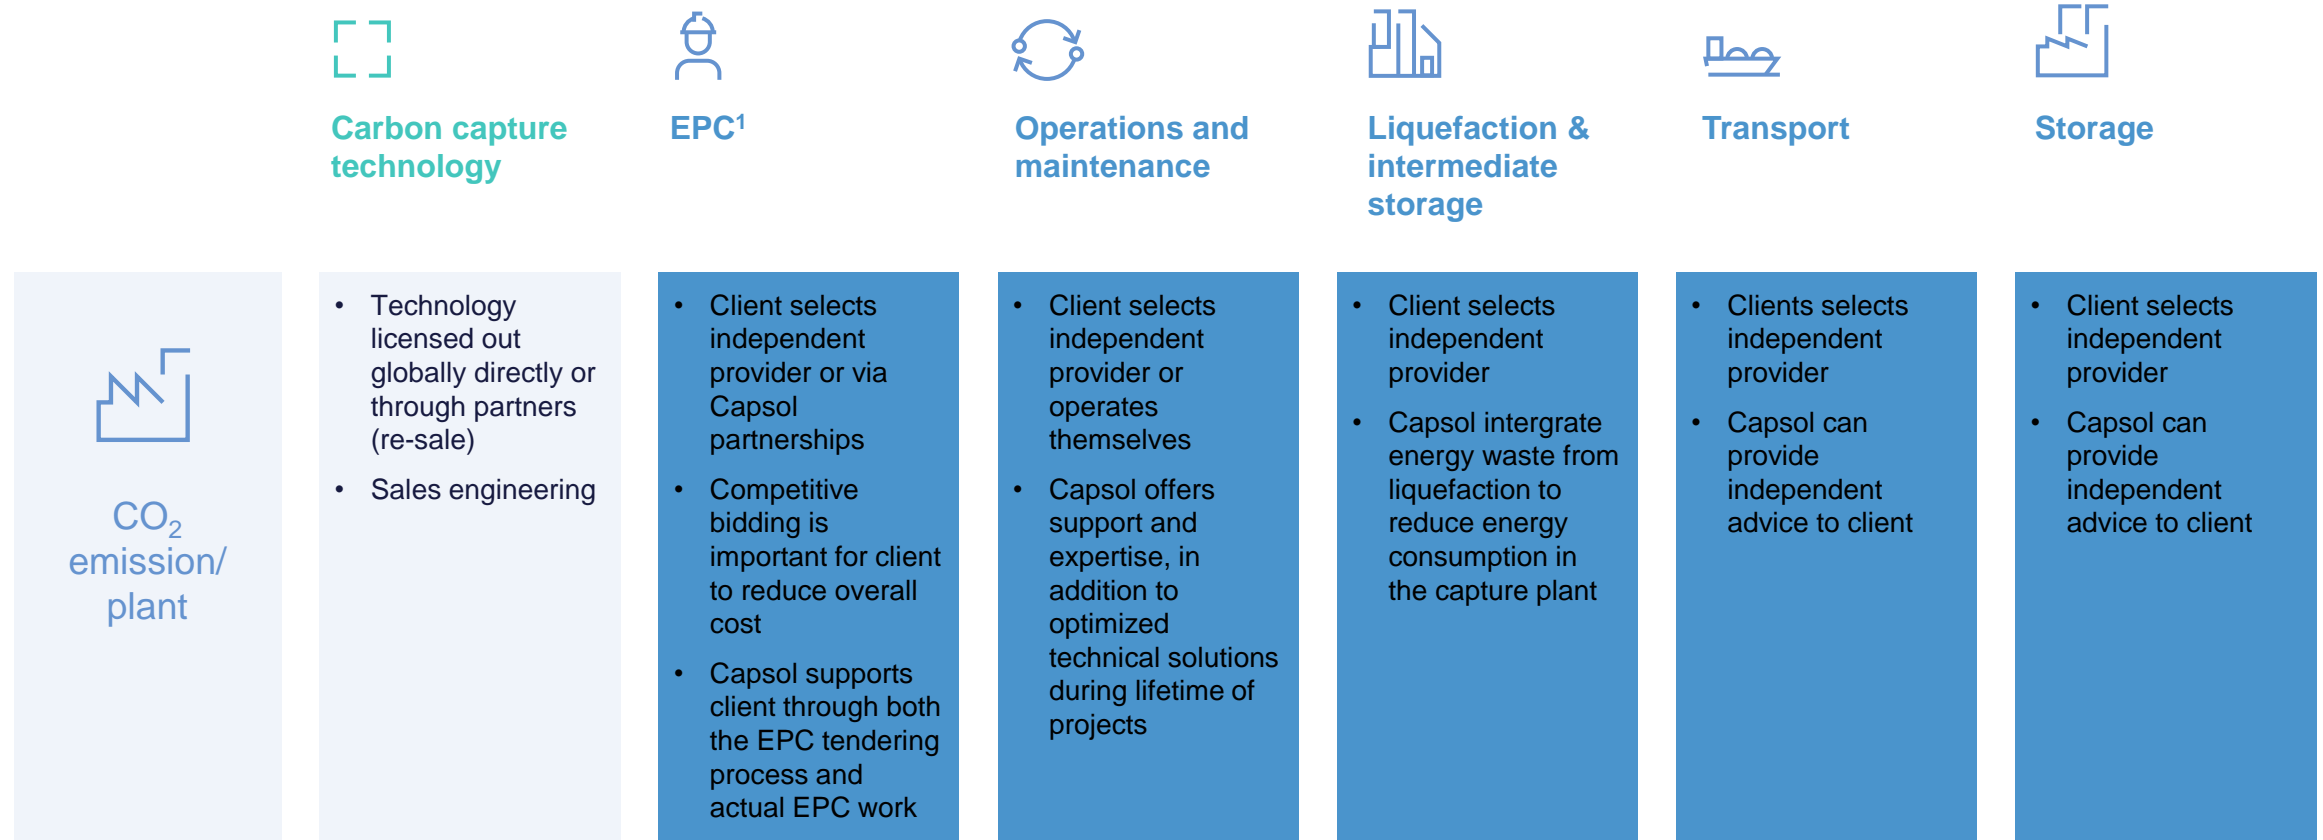 Carbon capture
technology
EPC¹
Operations and
maintenance
Liquefaction &
intermediate
storage
Transport
Storage
CO₂
emission/
plant
• Technology
licensed out
globally directly or
through partners
(re-sale)
• Sales engineering
• Client selects
independent
provider or via
Capsol
partnerships
• Competitive
bidding is
important for client
to reduce overall
cost
• Capsol supports
client through both
the EPC tendering
process and
actual EPC work
• Client selects
independent
provider or
operates
themselves
• Capsol offers
support and
expertise, in
addition to
optimized
technical solutions
during lifetime of
projects
• Client selects
independent
provider
• Capsol intergrate
energy waste from
liquefaction to
reduce energy
consumption in
the capture plant
• Clients selects
independent
provider
• Capsol can
provide
independent
advice to client
• Client selects
independent
provider
• Capsol can
provide
independent
advice to client